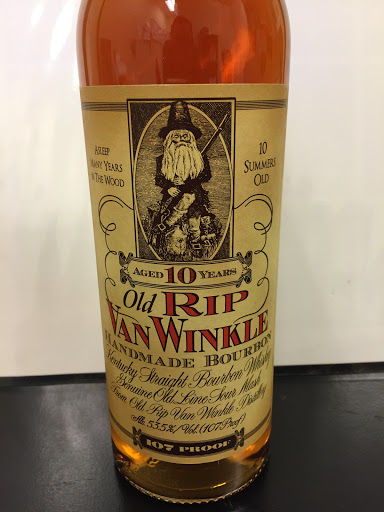 Asleep
Many Years
in The Wood
10
Summers
Old
Aged 10 Years
Old Rip
Van Winkle
Handmade Bourbon
Kentucky Straight Bourbon Whiskey
Genuine Old Line Sour Mash
From Old Rip Van Winkle Distillery
Alc 53.5%/Vol. (107 Proof)
107 Proof